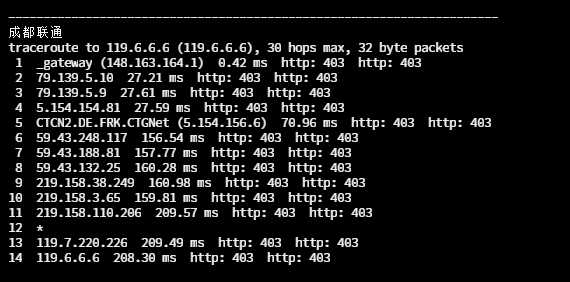 成都联通
traceroute to 119.6.6.6 (119.6.6.6), 30 hops max, 32 byte packets
1 _gateway (148.163.164.1) 0.42 ms http: 403 http: 403
2 79.139.5.10 27.21 ms http: 403 http: 403
3 79.139.5.9 27.61 ms http: 403 http: 403
4 5.154.154.81 27.59 ms http: 403 http: 403
5 CTCN2.DE.FRK.CTGNet (5.154.156.6) 70.96 ms http: 403 http: 403
6 59.43.248.117 156.54 ms http: 403 http: 403
7 59.43.188.81 157.77 ms http: 403 http: 403
8 59.43.132.25 160.28 ms http: 403 http: 403
9 219.158.38.249 160.98 ms http: 403 http: 403
10 219.158.3.65 159.81 ms http: 403 http: 403
11 219.158.110.206 209.57 ms http: 403 http: 403
12 *
13 119.7.220.226 209.49 ms http: 403 http: 403
14 119.6.6.6 208.30 ms http: 403 http: 403